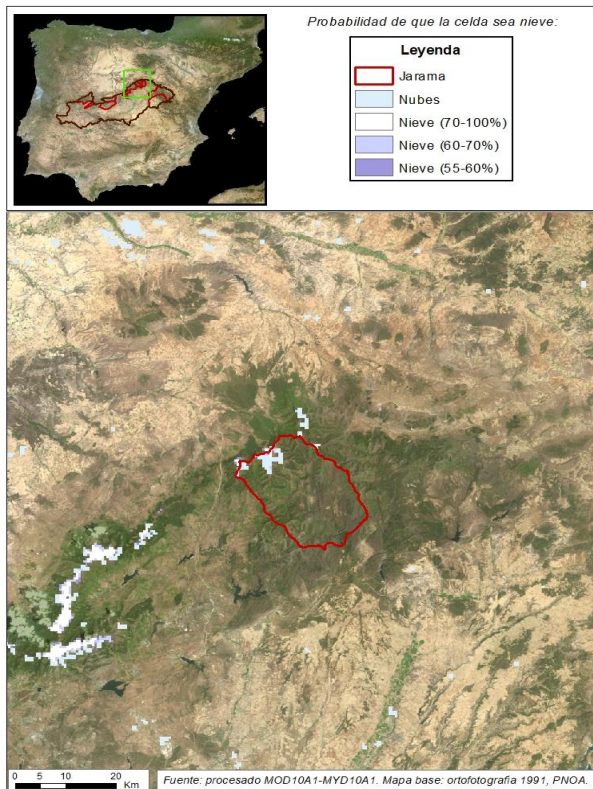 Probabilidad de que la celda sea nieve:
Leyenda
Jarama
Nubes
Nieve (70-100%)
Nieve (60-70%)
Nieve (55-60%)
0 5 10 20
Km
Fuente: procesado MOD10A1-MYD10A1. Mapa base: ortofotografia 1991, PNOA.